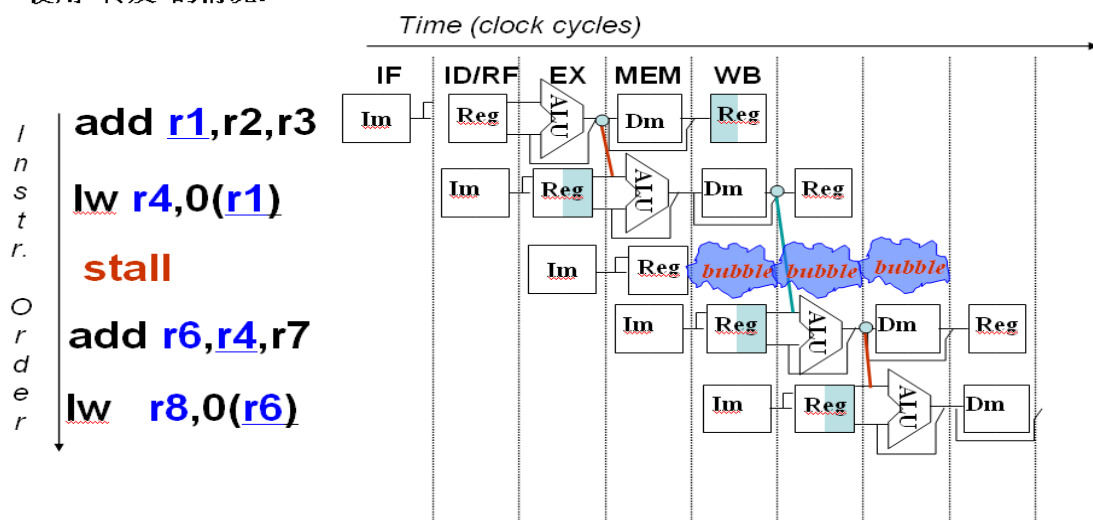 Time (clock cycles)
IF ID/RF EX MEM WB
Instr. Order
add r1,r2,r3
Im Reg ALU Dm Reg
lw r4,0(r1)
Im Reg ALU Dm Reg
stall
Im Reg bubble bubble bubble
add r6,r4,r7
Im Reg ALU Dm Reg
lw r8,0(r6)
Im Reg ALU Dm